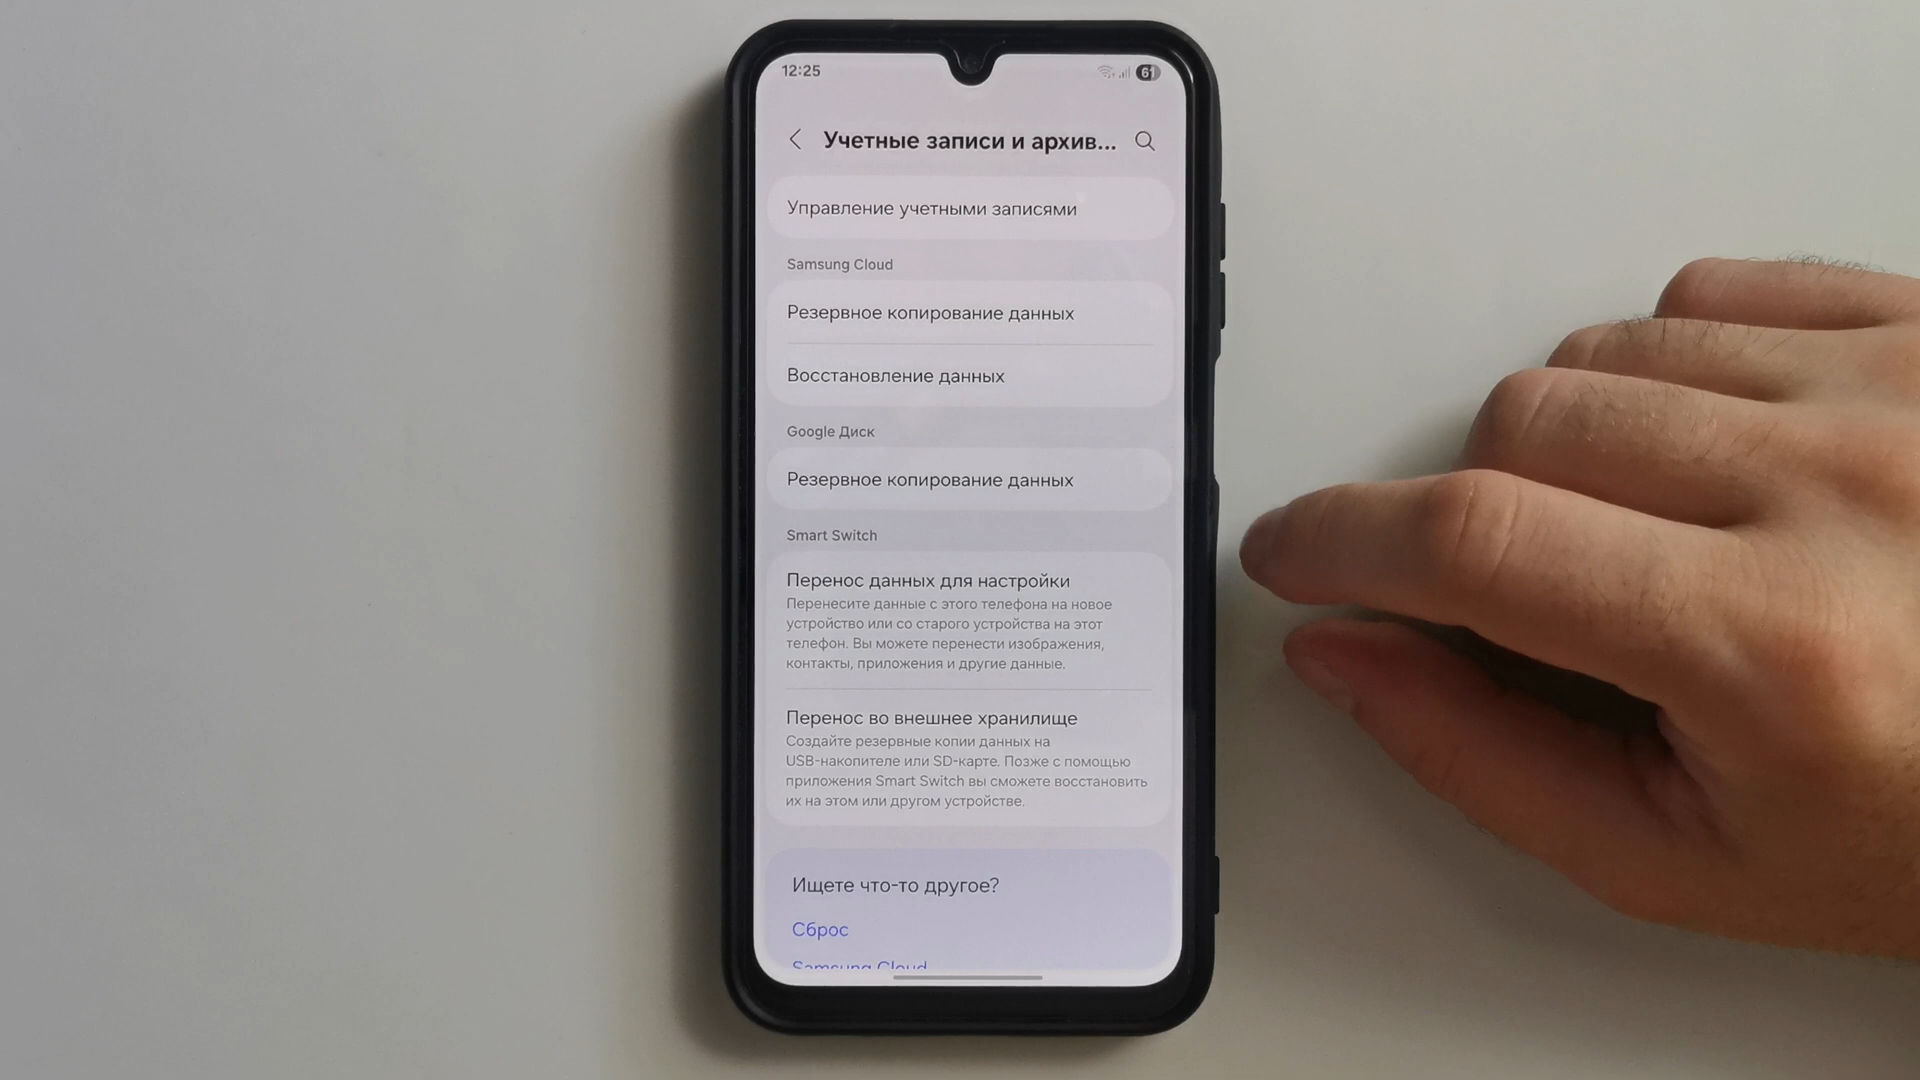 12:25
61
Учетные записи и архив...
Управление учетными записями
Samsung Cloud
Резервное копирование данных
Восстановление данных
Google Диск
Резервное копирование данных
Smart Switch
Перенос данных для настройки
Перенесите данные с этого телефона на новое
устройство или со старого устройства на этот
телефон. Вы можете перенести изображения,
контакты, приложения и другие данные.
Перенос во внешнее хранилище
Создайте резервные копии данных на
USB-накопителе или SD-карте. Позже с помощью
приложения Smart Switch вы сможете восстановить
их на этом или другом устройстве.
Ищете что-то другое?
Сброс
Samsung Cloud